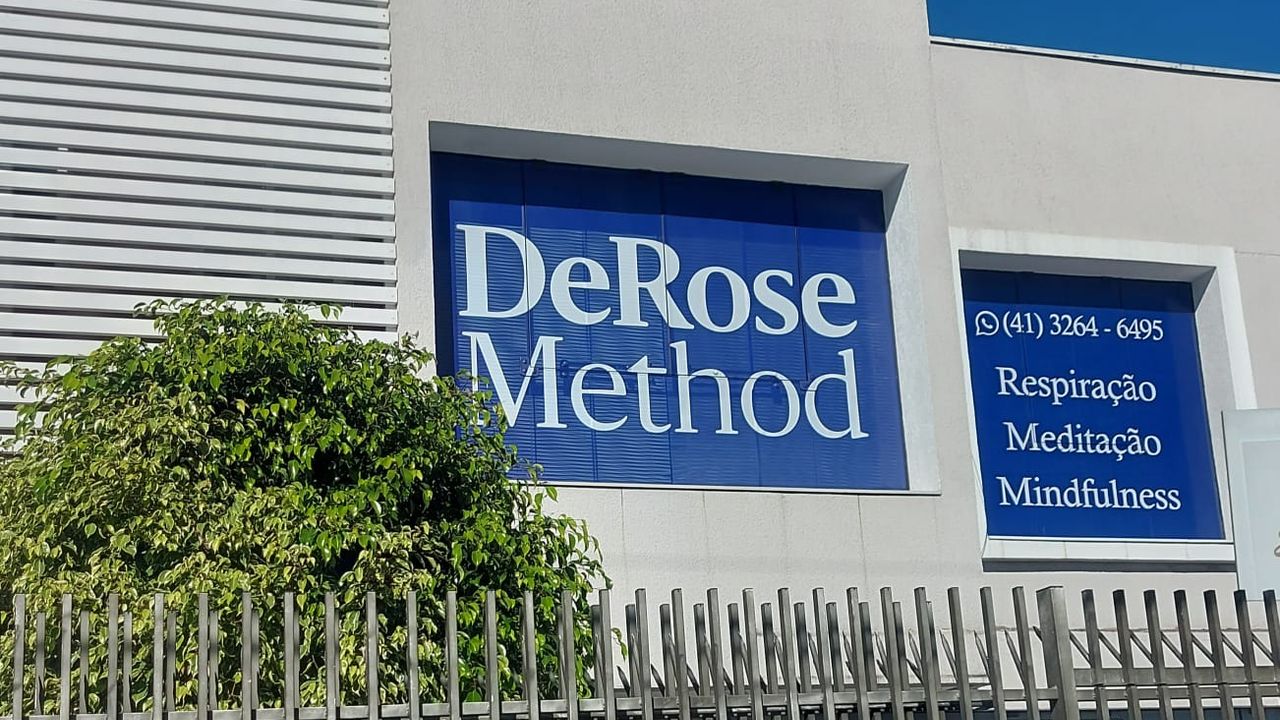 DeRose
Method
(41) 3264 - 6495
Respiração
Meditação
Mindfulness